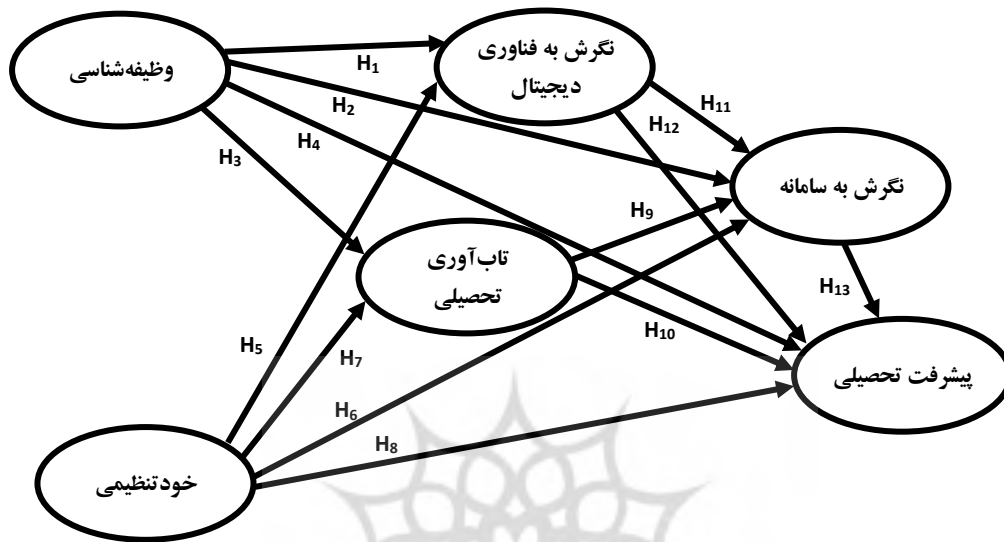 وظیفه‌شناسی
نگرش به فناوری
دیجیتال
H1
H2
H3
H4
H11
H12
نگرش به سامانه
H9
تاب‌آوری
تحصیلی
H13
H10
H5
H7
پیشرفت تحصیلی
H6
H8
خودتنظیمی